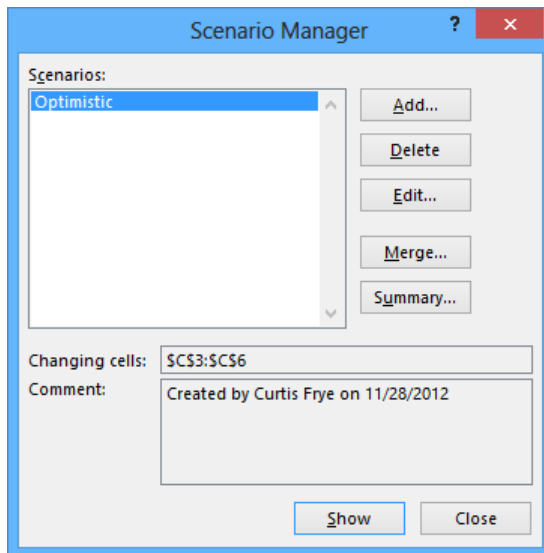 Scenario Manager
?
Scenarios:
Optimistic
Add...
Delete
Edit...
Merge...
Summary...
Changing cells: $C$3:$C$6
Comment: Created by Curtis Frye on 11/28/2012
Show Close